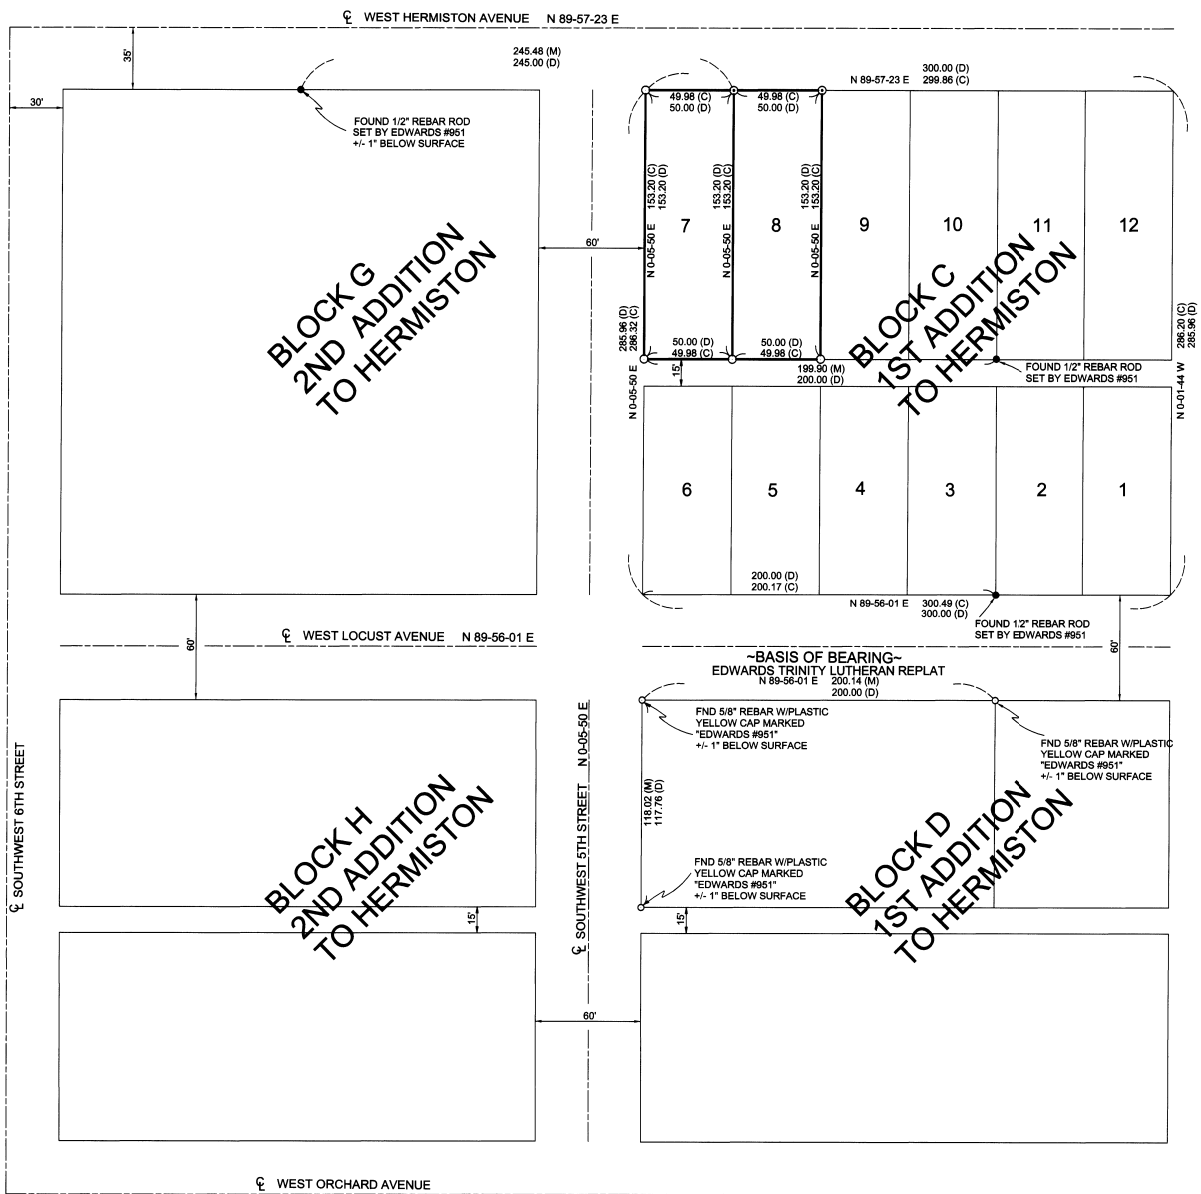 ℄ WEST HERMISTON AVENUE N 89-57-23 E
35'
30'
245.48 (M)
245.00 (D)
FOUND 1/2" REBAR ROD
SET BY EDWARDS #951
+/- 1" BELOW SURFACE
300.00 (D)
N 89-57-23 E 299.86 (C)
49.98 (C)
50.00 (D)
49.98 (C)
50.00 (D)
N 0-05-50 E 153.20 (C)
153.20 (D)
153.20 (D)
N 0-05-50 E 153.20 (C)
153.20 (D)
N 0-05-50 E 153.20 (C)
7
8
9
10
11
12
60'
BLOCK G
2ND ADDITION
TO HERMISTON
BLOCK C
1ST ADDITION
TO HERMISTON
285.96 (D)
286.32 (C)
N 0-05-50 E
286.20 (C)
285.96 (D)
N 0-01-44 W
50.00 (D)
49.98 (C)
50.00 (D)
49.98 (C)
15'
199.90 (M)
200.00 (D)
FOUND 1/2" REBAR ROD
SET BY EDWARDS #951
6
5
4
3
2
1
200.00 (D)
200.17 (C)
N 89-56-01 E 300.49 (C)
300.00 (D)
FOUND 1.2" REBAR ROD
SET BY EDWARDS #951
60'
℄ WEST LOCUST AVENUE N 89-56-01 E
60'
~BASIS OF BEARING~
EDWARDS TRINITY LUTHERAN REPLAT
N 89-56-01 E 200.14 (M)
200.00 (D)
FND 5/8" REBAR W/PLASTIC
YELLOW CAP MARKED
"EDWARDS #951"
+/- 1" BELOW SURFACE
FND 5/8" REBAR W/PLASTIC
YELLOW CAP MARKED
"EDWARDS #951"
+/- 1" BELOW SURFACE
118.02 (M)
117.76 (D)
FND 5/8" REBAR W/PLASTIC
YELLOW CAP MARKED
"EDWARDS #951"
+/- 1" BELOW SURFACE
℄ SOUTHWEST 6TH STREET
℄ SOUTHWEST 5TH STREET N 0-05-50 E
BLOCK H
2ND ADDITION
TO HERMISTON
BLOCK D
1ST ADDITION
TO HERMISTON
15'
15'
60'
℄ WEST ORCHARD AVENUE